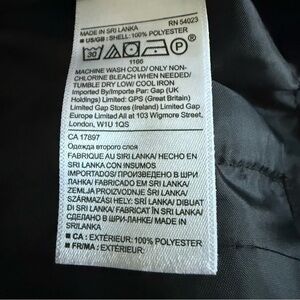 MADE IN SRI LANKA RN 54023
■ US/GB: SHELL: 100% POLYESTER
30 P
1166
MACHINE WASH COLD/ ONLY NON-
CHLORINE BLEACH WHEN NEEDED/
TUMBLE DRY LOW/ COOL IRON
Imported By/Importe Par: Gap (UK
Holdings) Limited: GPS (Great Britain)
Limited Gap Stores (Ireland) Limited Gap
Europe Limited All at 103 Wigmore Street,
London, W1U 1QS
CA 17897
Одежда второго слоя
FABRIQUÉ AU SRI LANKA/ HECHO EN
SRI LANKA CON INSUMOS
IMPORTADOS/ ПРОИЗВЕДЕНО В ШРИ
ЛАНКА/ FABRICADO EM SRI LANKA/
ZEMLJA PROIZVODNJE SRI LANKA/
SZÁRMAZÁSI HELY: SRI LANKA/ DIBUAT
DI SRI LANKA/ FABRICAT ÎN SRI LANKA/
СДЕЛАНО В ШРИ-ЛАНКЕ/ MADE IN
SRILANKA
■ CA: EXTÉRIEUR: 100% POLYESTER
■ FR/MA: EXTÉRIEUR: